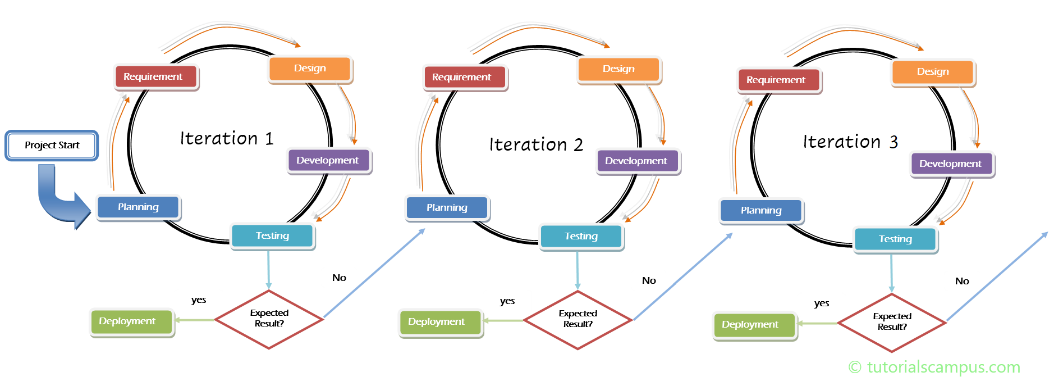 Project Start
Iteration 1
Planning
Requirement
Design
Development
Testing
Expected
Result?
yes
No
Deployment
Iteration 2
Planning
Requirement
Design
Development
Testing
Expected
Result?
yes
No
Deployment
Iteration 3
Planning
Requirement
Design
Development
Testing
Expected
Result?
yes
No
Deployment
© tutorialscampus.com